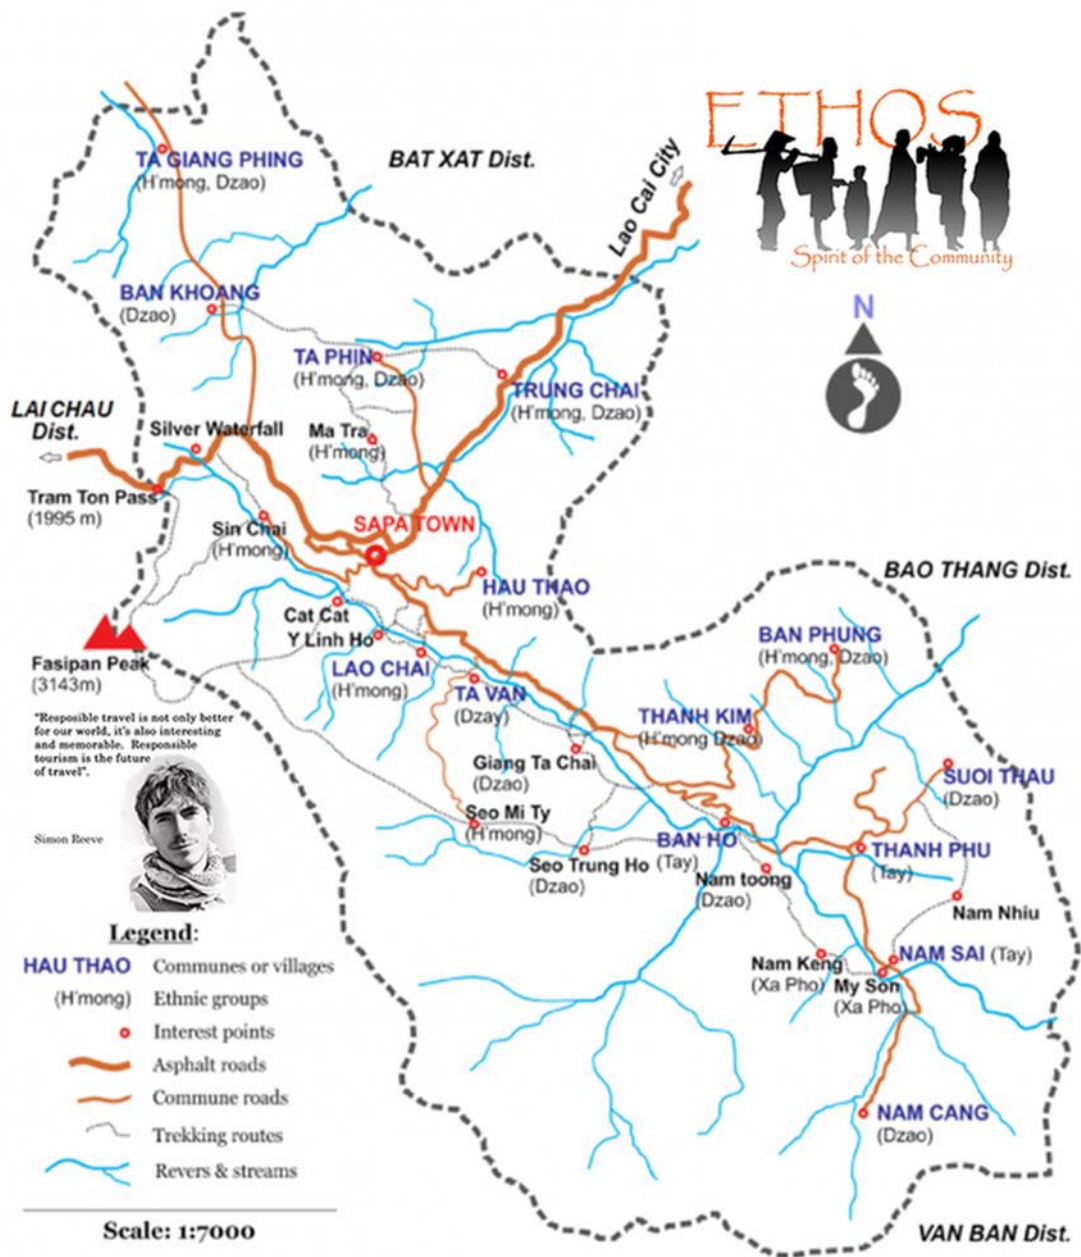 ETHOS
Spirit of the Community
N
BAT XAT Dist.
Lao Cai City
TA GIANG PHING
(H'mong, Dzao)
BAN KHOANG
(Dzao)
TA PHIN
(H'mong, Dzao)
TRUNG CHAI
(H'mong, Dzao)
LAI CHAU
Dist.
Silver Waterfall
Ma Tra
(H'mong)
Tram Ton Pass
(1995 m)
Sin Chai
(H'mong)
SAPA TOWN
HAU THAO
(H'mong)
BAO THANG Dist.
Cat Cat
Y Linh Ho
Fasipan Peak
(3143m)
LAO CHAI
(H'mong)
TA VAN
(Dzay)
BAN PHUNG
(H'mong, Dzao)
THANH KIM
(H'mong Dzao)
Giang Ta Chai
(Dzao)
SUOI THAU
(Dzao)
Seo Mi Ty
(H'mong)
Seo Trung Ho
(Dzao)
BAN HO
(Tay)
THANH PHU
(Tay)
Nam toong
(Dzao)
Nam Nhiu
NAM SAI (Tay)
Nam Keng
(Xa Pho)
My Son
(Xa Pho)
NAM CANG
(Dzao)
VAN BAN Dist.
"Resposible travel is not only better
for our world, it's also interesting
and memorable. Responsible
tourism is the future
of travel".
Simon Reeve
Legend:
HAU THAO Communes or villages
(H'mong) Ethnic groups
Interest points
Asphalt roads
Commune roads
Trekking routes
Revers & streams
Scale: 1:7000